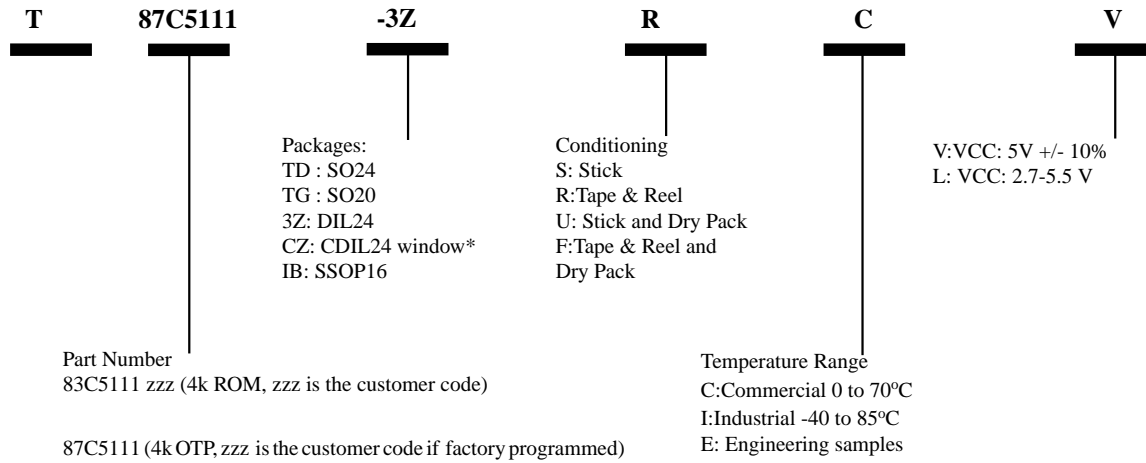 T 87C5111 -3Z R C V
Packages:
TD : SO24
TG : SO20
3Z: DIL24
CZ: CDIL24 window*
IB: SSOP16
Conditioning
S: Stick
R:Tape & Reel
U: Stick and Dry Pack
F:Tape & Reel and
Dry Pack
V:VCC: 5V +/- 10%
L: VCC: 2.7-5.5 V
Part Number
83C5111 zzz (4k ROM, zzz is the customer code)
87C5111 (4k OTP, zzz is the customer code if factory programmed)
Temperature Range
C:Commercial 0 to 70°C
I:Industrial -40 to 85°C
E: Engineering samples